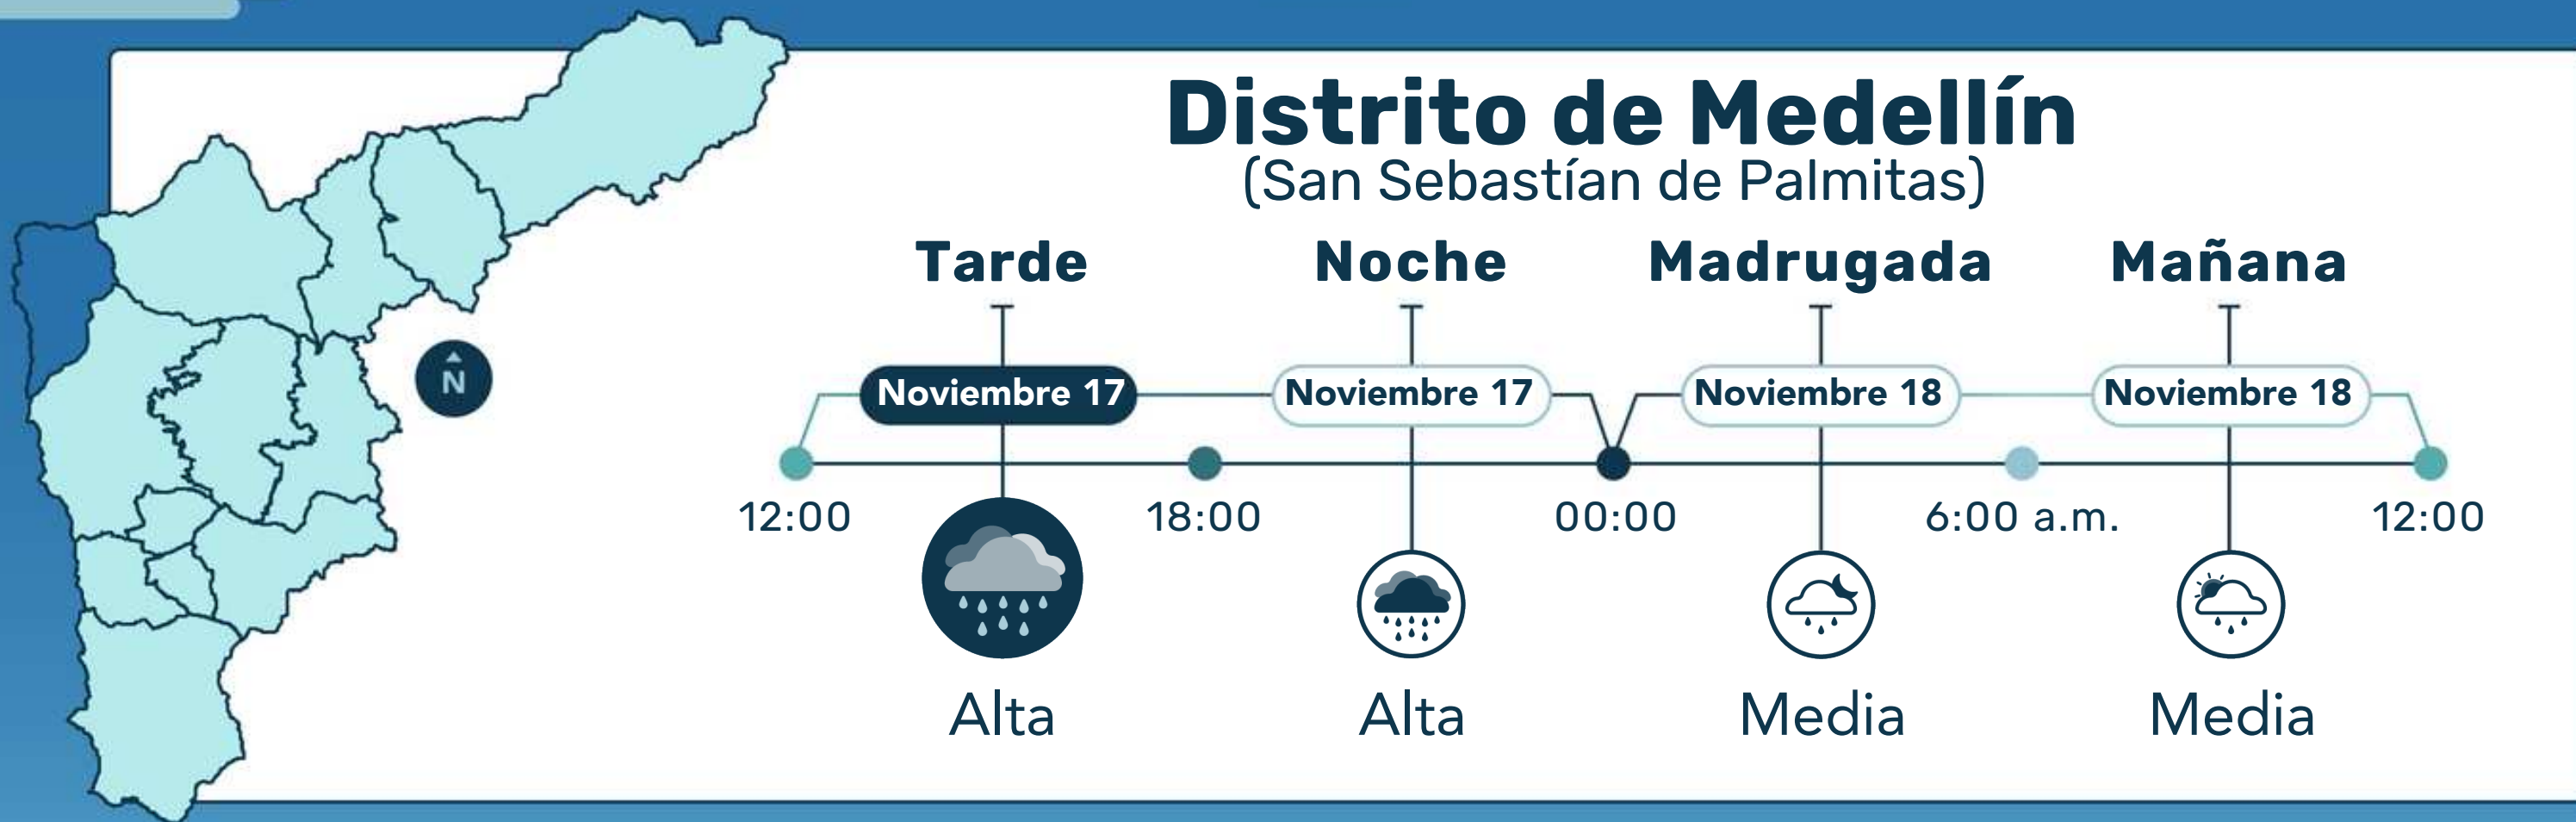 Distrito de Medellín
(San Sebastían de Palmitas)
Tarde Noche Madrugada Mañana
N
Noviembre 17 Noviembre 17 Noviembre 18 Noviembre 18
12:00 18:00 00:00 6:00 a.m. 12:00
Alta Alta Media Media